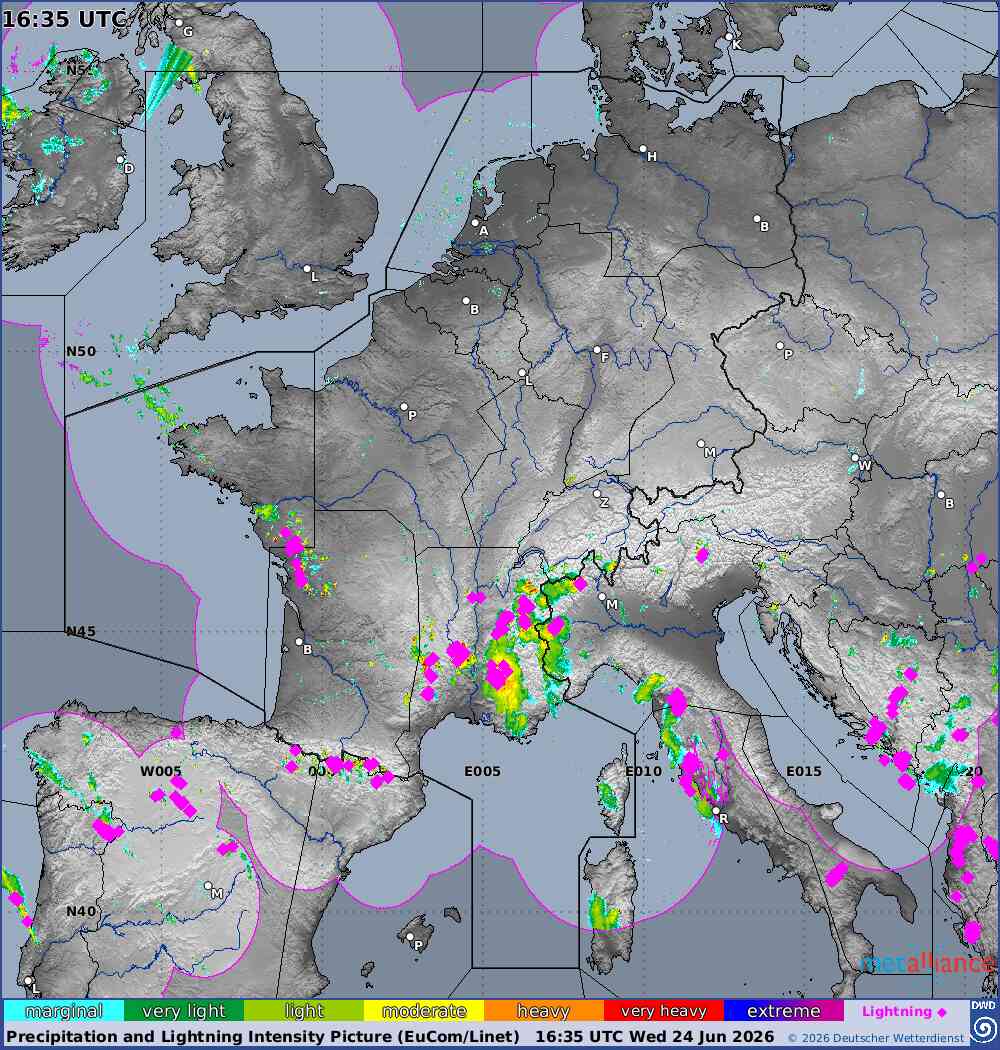 16:35 UTC
G
K
N55
H
D
A
B
L
B
N50
F
P
L
P
M
W
Z
B
M
N45
B
W005
000
E005
E010
E015
E020
R
M
N40
P
metalliance
L
marginal very light light moderate heavy very heavy extreme Lightning
DWD
Precipitation and Lightning Intensity Picture (EuCom/Linet) 16:35 UTC Wed 24 Jun 2026 © 2026 Deutscher Wetterdienst